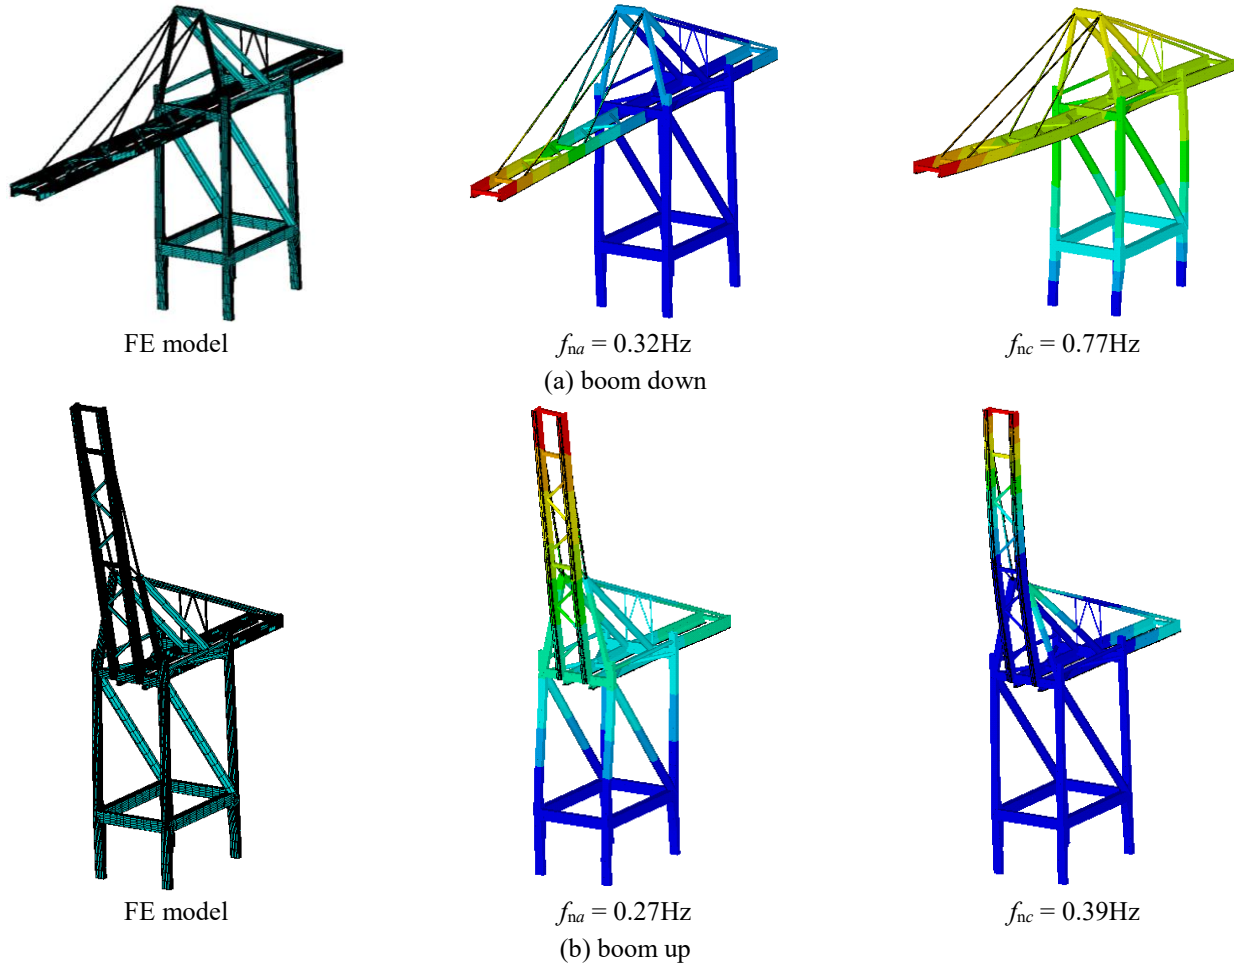 FE model
fna = 0.32Hz
fnc = 0.77Hz
(a) boom down
FE model
fna = 0.27Hz
fnc = 0.39Hz
(b) boom up